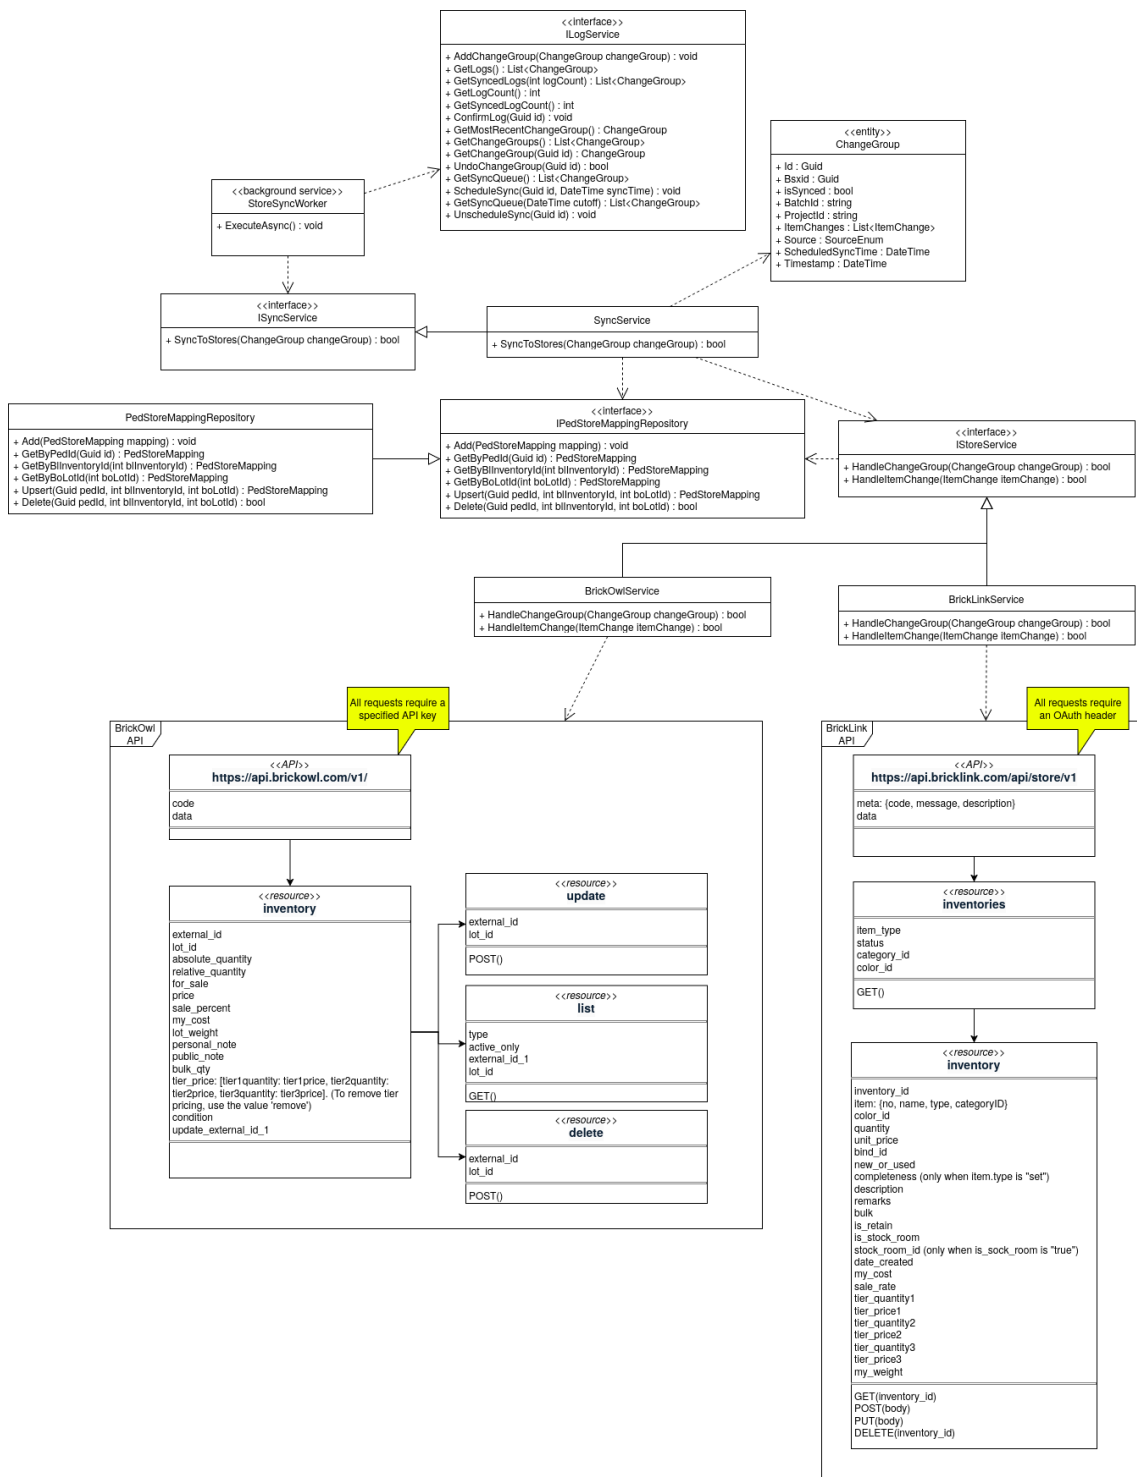 <<interface>>
ILogService
+ AddChangeGroup(ChangeGroup changeGroup) : void
+ GetLogs() : List<ChangeGroup>
+ GetSyncedLogs(int logCount) : List<ChangeGroup>
+ GetLogCount() : int
+ GetSyncedLogCount() : int
+ ConfirmLog(Guid id) : void
+ GetMostRecentChangeGroup() : ChangeGroup
+ GetChangeGroups() : List<ChangeGroup>
+ GetChangeGroup(Guid id) : ChangeGroup
+ UndoChangeGroup(Guid id) : bool
+ GetSyncQueue() : List<ChangeGroup>
+ ScheduleSync(Guid id, DateTime syncTime) : void
+ GetSyncQueue(DateTime cutoff) : List<ChangeGroup>
+ UnscheduleSync(Guid id) : void
<<entity>>
ChangeGroup
+ Id : Guid
+ Bsxid : Guid
+ isSynced : bool
+ BatchId : string
+ ProjectId : string
+ ItemChanges : List<ItemChange>
+ Source : SourceEnum
+ ScheduledSyncTime : DateTime
+ Timestamp : DateTime
<<background service>>
StoreSyncWorker
+ ExecuteAsync() : void
<<interface>>
ISyncService
+ SyncToStores(ChangeGroup changeGroup) : bool
SyncService
+ SyncToStores(ChangeGroup changeGroup) : bool
PedStoreMappingRepository
+ Add(PedStoreMapping mapping) : void
+ GetByPedId(Guid id) : PedStoreMapping
+ GetByBlInventoryId(int blInventoryId) : PedStoreMapping
+ GetByBoLotId(int boLotId) : PedStoreMapping
+ Upsert(Guid pedId, int blInventoryId, int boLotId) : PedStoreMapping
+ Delete(Guid pedId, int blInventoryId, int boLotId) : bool
<<interface>>
IPedStoreMappingRepository
+ Add(PedStoreMapping mapping) : void
+ GetByPedId(Guid id) : PedStoreMapping
+ GetByBlInventoryId(int blInventoryId) : PedStoreMapping
+ GetByBoLotId(int boLotId) : PedStoreMapping
+ Upsert(Guid pedId, int blInventoryId, int boLotId) : PedStoreMapping
+ Delete(Guid pedId, int blInventoryId, int boLotId) : bool
<<interface>>
IStoreService
+ HandleChangeGroup(ChangeGroup changeGroup) : bool
+ HandleItemChange(ItemChange itemChange) : bool
BrickOwlService
+ HandleChangeGroup(ChangeGroup changeGroup) : bool
+ HandleItemChange(ItemChange itemChange) : bool
BrickLinkService
+ HandleChangeGroup(ChangeGroup changeGroup) : bool
+ HandleItemChange(ItemChange itemChange) : bool
BrickOwl
API
All requests require a
specified API key
<<API>>
https://api.brickowl.com/v1/
code
data
<<resource>>
inventory
external_id
lot_id
absolute_quantity
relative_quantity
for_sale
price
sale_percent
my_cost
lot_weight
personal_note
public_note
bulk_qty
tier_price: [tier1quantity: tier1price, tier2quantity:
tier2price, tier3quantity: tier3price]. (To remove tier
pricing, use the value 'remove')
condition
update_external_id_1
<<resource>>
update
external_id
lot_id
POST()
<<resource>>
list
type
active_only
external_id_1
lot_id
GET()
<<resource>>
delete
external_id
lot_id
POST()
BrickLink
API
All requests require
an OAuth header
<<API>>
https://api.bricklink.com/api/store/v1
meta: {code, message, description}
data
<<resource>>
inventories
item_type
status
category_id
color_id
GET()
<<resource>>
inventory
inventory_id
item: {no, name, type, categoryID}
color_id
quantity
unit_price
bind_id
new_or_used
completeness (only when item.type is "set")
description
remarks
bulk
is_retain
is_stock_room
stock_room_id (only when is_sock_room is "true")
date_created
my_cost
sale_rate
tier_quantity1
tier_price1
tier_quantity2
tier_price2
tier_quantity3
tier_price3
my_weight
GET(inventory_id)
POST(body)
PUT(body)
DELETE(inventory_id)